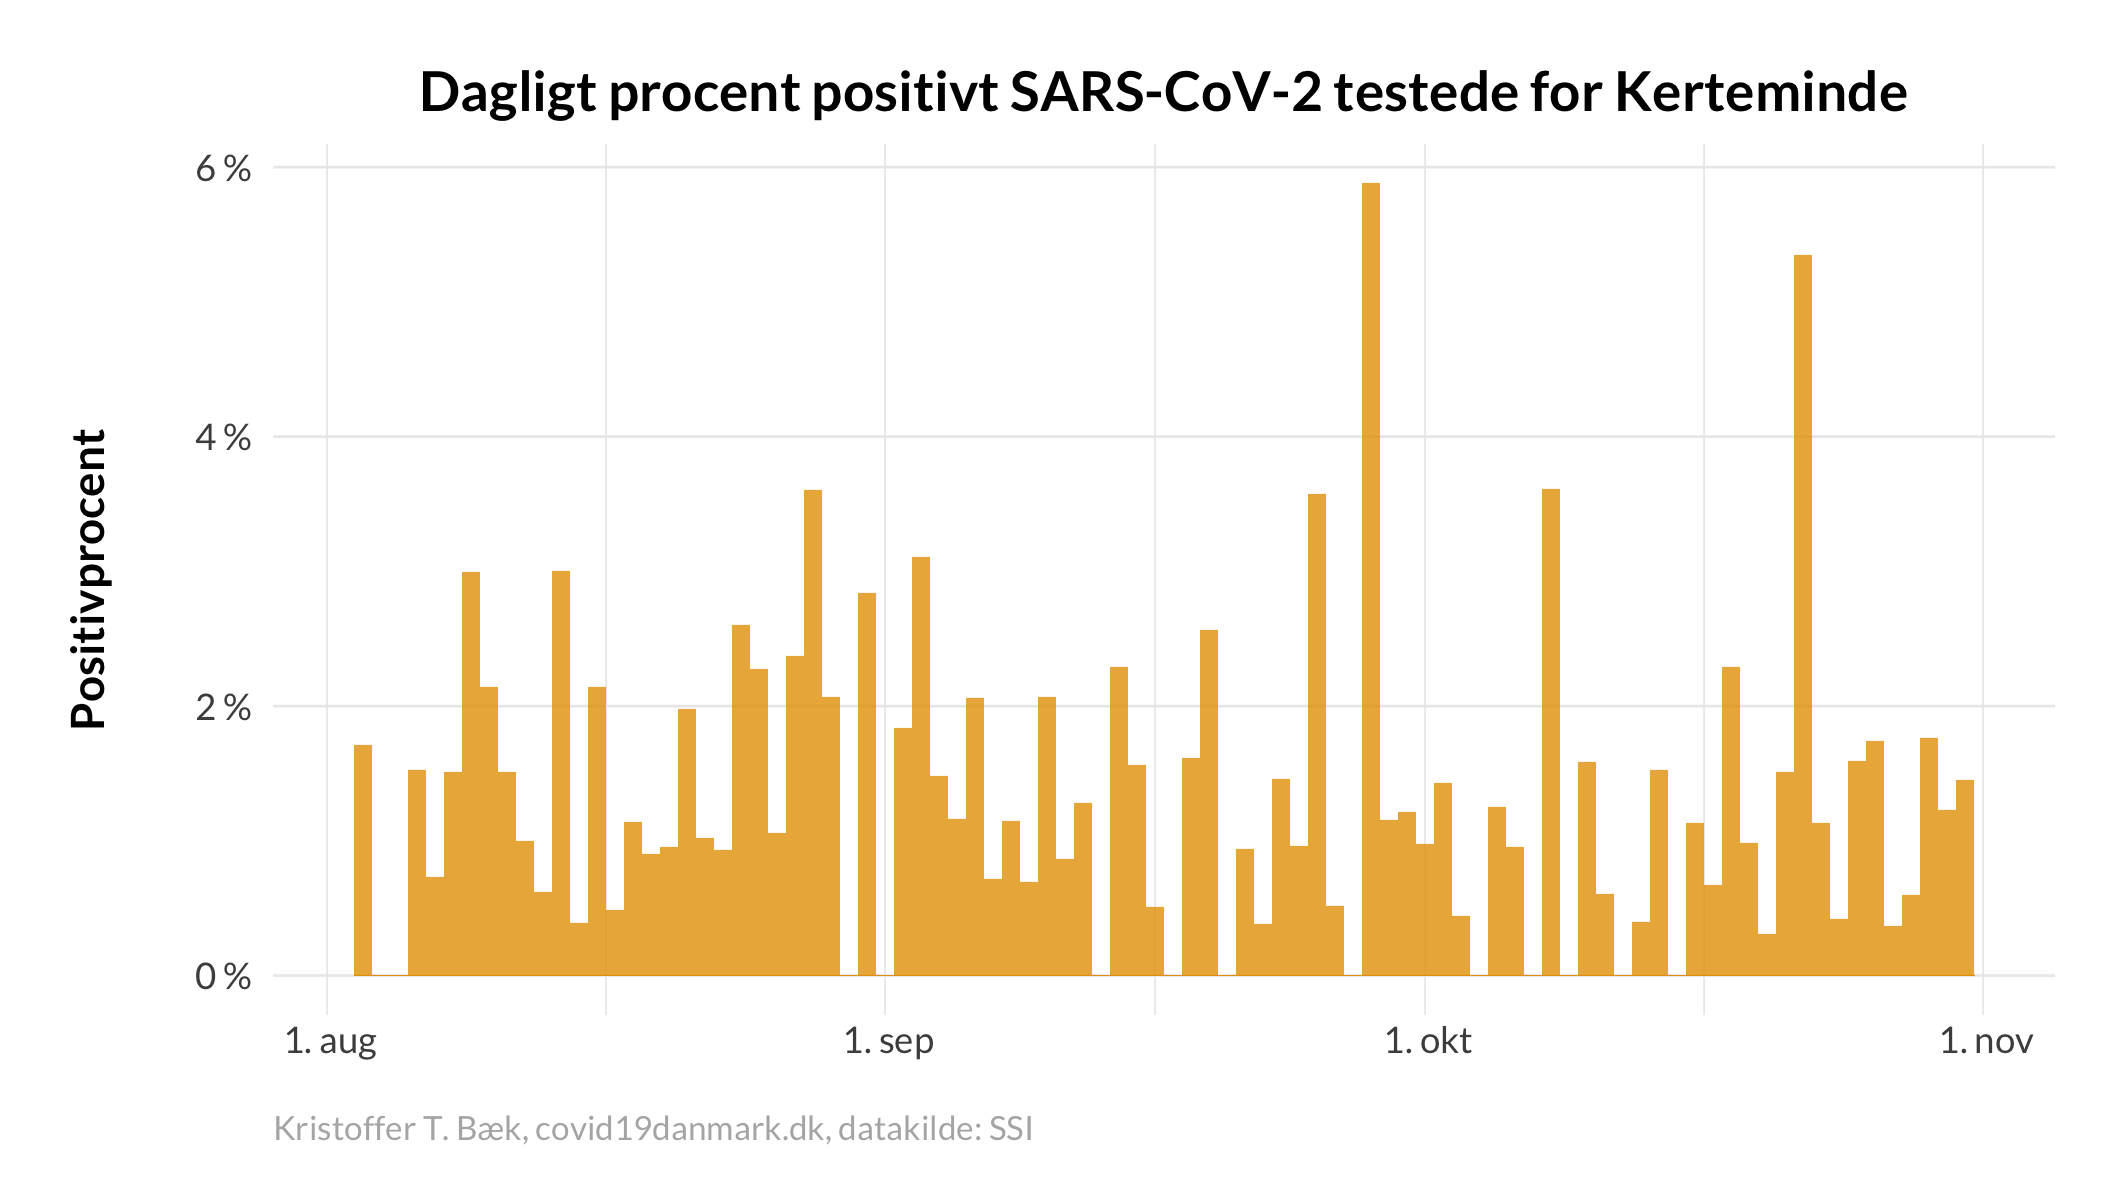 Dagligt procent positivt SARS-CoV-2 testede for Kerteminde
Positivprocent
6 %
4 %
2 %
0 %
1. aug
1. sep
1. okt
1. nov
Kristoffer T. Bæk, covid19danmark.dk, datakilde: SSI